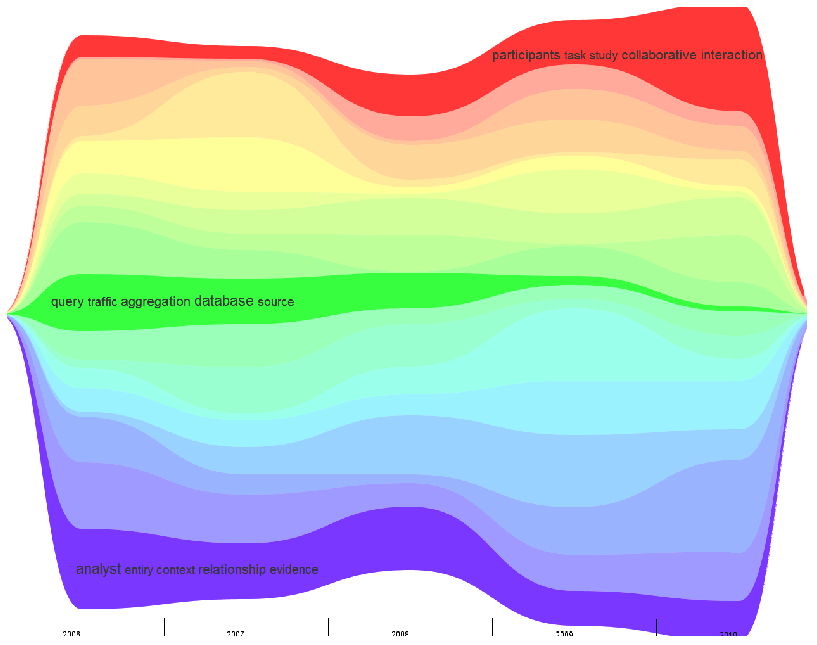 participants task study collaborative interaction
query traffic aggregation database source
analyst entity context relationship evidence
2006 2007 2008 2009 2010